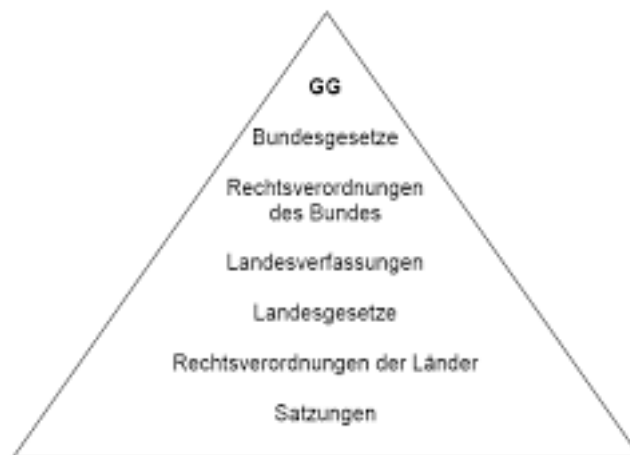 GG
Bundesgesetze
Rechtsverordnungen
des Bundes
Landesverfassungen
Landesgesetze
Rechtsverordnungen der Länder
Satzungen